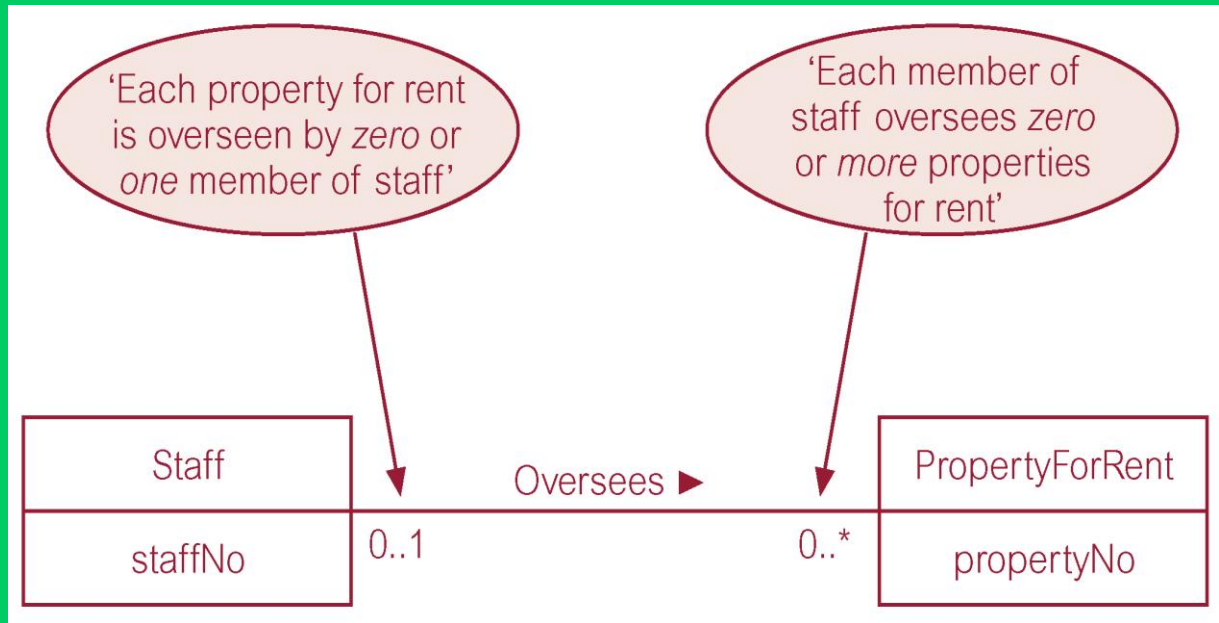 ‘Each property for rent
is overseen by zero or
one member of staff’
‘Each member of
staff oversees zero
or more properties
for rent’
Staff
Oversees ►
PropertyForRent
staffNo
0..1
0..*
propertyNo